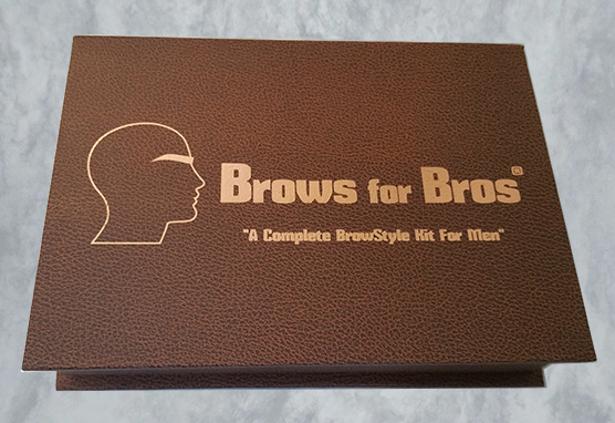 Brows for Bros®
"A Complete BrowStyle Kit For Men"